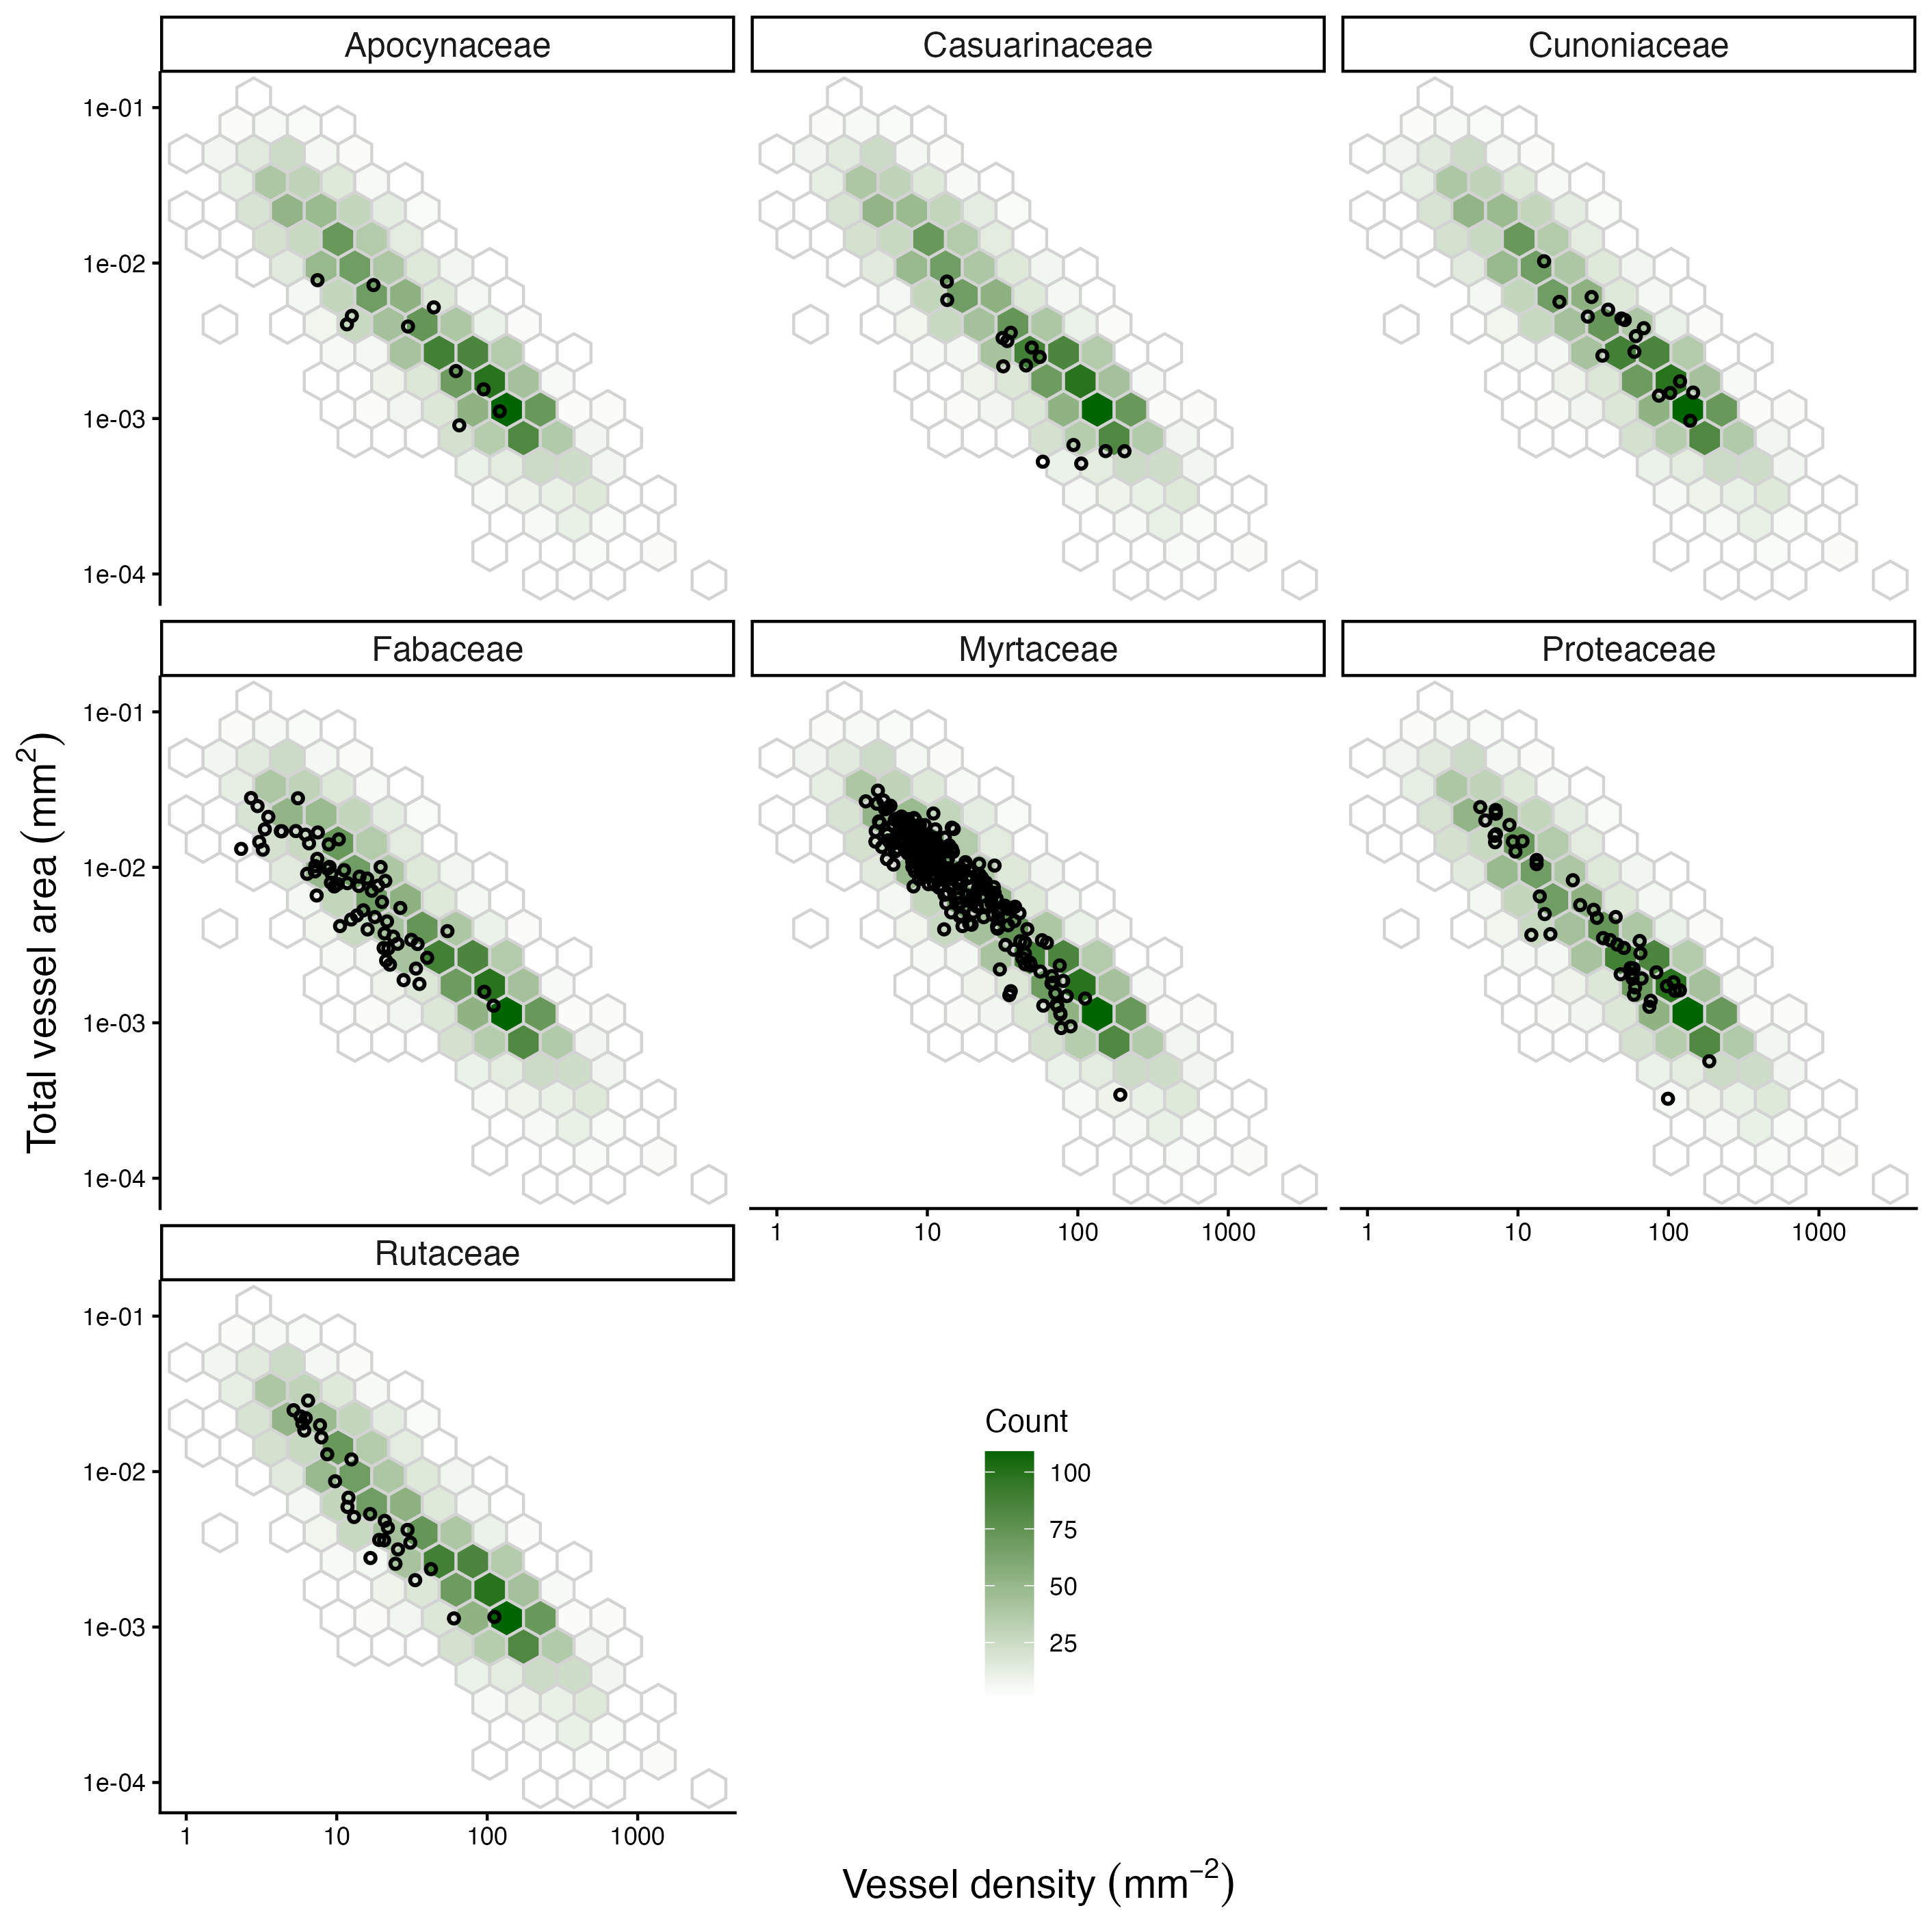 Apocynaceae
Casuarinaceae
Cunoniaceae
1e-01
1e-02
1e-03
1e-04
Fabaceae
Myrtaceae
Proteaceae
1e-01
1e-02
1e-03
1e-04
1 10 100 1000
1 10 100 1000
Rutaceae
1e-01
1e-02
1e-03
1e-04
1 10 100 1000
Count
100
75
50
25
Total vessel area (mm²)
Vessel density (mm⁻²)